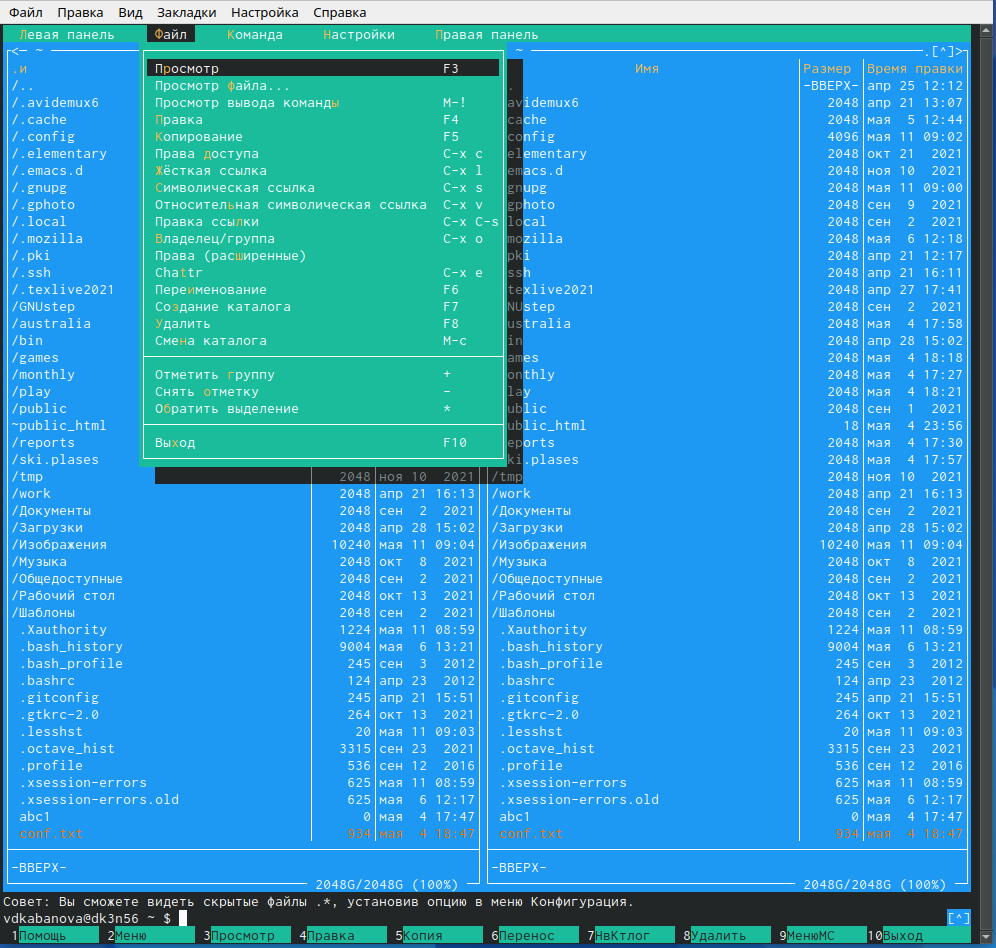 Файл Правка Вид Закладки Настройка Справка
Левая панель Файл Команда Настройки Правая панель
<— ~ ~ .[^]>
.и Просмотр F3 Имя Размер Время правки
/.. Просмотр файла... . -ВВЕРХ- апр 25 12:12
/.avidemux6 Просмотр вывода команды M-! avidemux6 2048 апр 21 13:07
/.cache Правка F4 cache 2048 мая 5 12:44
/.config Копирование F5 config 4096 мая 11 09:02
/.elementary Права доступа C-x c elementary 2048 окт 21 2021
/.emacs.d Жёсткая ссылка C-x l emacs.d 2048 ноя 10 2021
/.gnupg Символическая ссылка C-x s gnupg 2048 мая 11 09:00
/.gphoto Относительная символическая ссылка C-x v gphoto 2048 сен 9 2021
/.local Правка ссылки C-x C-s local 2048 сен 2 2021
/.mozilla Владелец/группа C-x o mozilla 2048 мая 6 12:18
/.pki Права (расширенные) pki 2048 апр 21 12:17
/.ssh Chattr C-x e ssh 2048 апр 21 16:11
/.texlive2021 Переименование F6 texlive2021 2048 апр 27 17:41
/GNUstep Создание каталога F7 NUstep 2048 сен 2 2021
/australia Удалить F8 ustralia 2048 мая 4 17:58
/bin Смена каталога M-c in 2048 апр 28 15:02
/games ames 2048 мая 4 18:18
/monthly Отметить группу + onthly 2048 мая 4 17:27
/play Снять отметку - lay 2048 мая 4 18:21
/public Обратить выделение * ublic 2048 сен 1 2021
~public_html ublic_html 18 мая 4 23:56
/reports Выход F10 eports 2048 мая 4 17:30
/ski.plases ki.plases 2048 мая 4 17:57
/tmp 2048 ноя 10 2021 /tmp 2048 ноя 10 2021
/work 2048 апр 21 16:13 /work 2048 апр 21 16:13
/Документы 2048 сен 2 2021 /Документы 2048 сен 2 2021
/Загрузки 2048 апр 28 15:02 /Загрузки 2048 апр 28 15:02
/Изображения 10240 мая 11 09:04 /Изображения 10240 мая 11 09:04
/Музыка 2048 окт 8 2021 /Музыка 2048 окт 8 2021
/Общедоступные 2048 сен 2 2021 /Общедоступные 2048 сен 2 2021
/Рабочий стол 2048 окт 13 2021 /Рабочий стол 2048 окт 13 2021
/Шаблоны 2048 сен 2 2021 /Шаблоны 2048 сен 2 2021
.Xauthority 1224 мая 11 08:59 .Xauthority 1224 мая 11 08:59
.bash_history 9004 мая 6 13:21 .bash_history 9004 мая 6 13:21
.bash_profile 245 сен 3 2012 .bash_profile 245 сен 3 2012
.bashrc 124 апр 23 2012 .bashrc 124 апр 23 2012
.gitconfig 245 апр 21 15:51 .gitconfig 245 апр 21 15:51
.gtkrc-2.0 264 окт 13 2021 .gtkrc-2.0 264 окт 13 2021
.lesshst 20 мая 11 09:03 .lesshst 20 мая 11 09:03
.octave_hist 3315 сен 23 2021 .octave_hist 3315 сен 23 2021
.profile 536 сен 12 2016 .profile 536 сен 12 2016
.xsession-errors 625 мая 11 08:59 .xsession-errors 625 мая 11 08:59
.xsession-errors.old 625 мая 6 12:17 .xsession-errors.old 625 мая 6 12:17
abc1 0 мая 4 17:47 abc1 0 мая 4 17:47
conf.txt 934 мая 4 18:47 conf.txt 934 мая 4 18:47
-ВВЕРХ- -ВВЕРХ-
2048G/2048G (100%) 2048G/2048G (100%)
Совет: Вы сможете видеть скрытые файлы .*, установив опцию в меню Конфигурация.
vdkabanova@dk3n56 ~ $ [^]
1Помощь 2Меню 3Просмотр 4Правка 5Копия 6Перенос 7НвКтлог 8Удалить 9МенюМС 10Выход